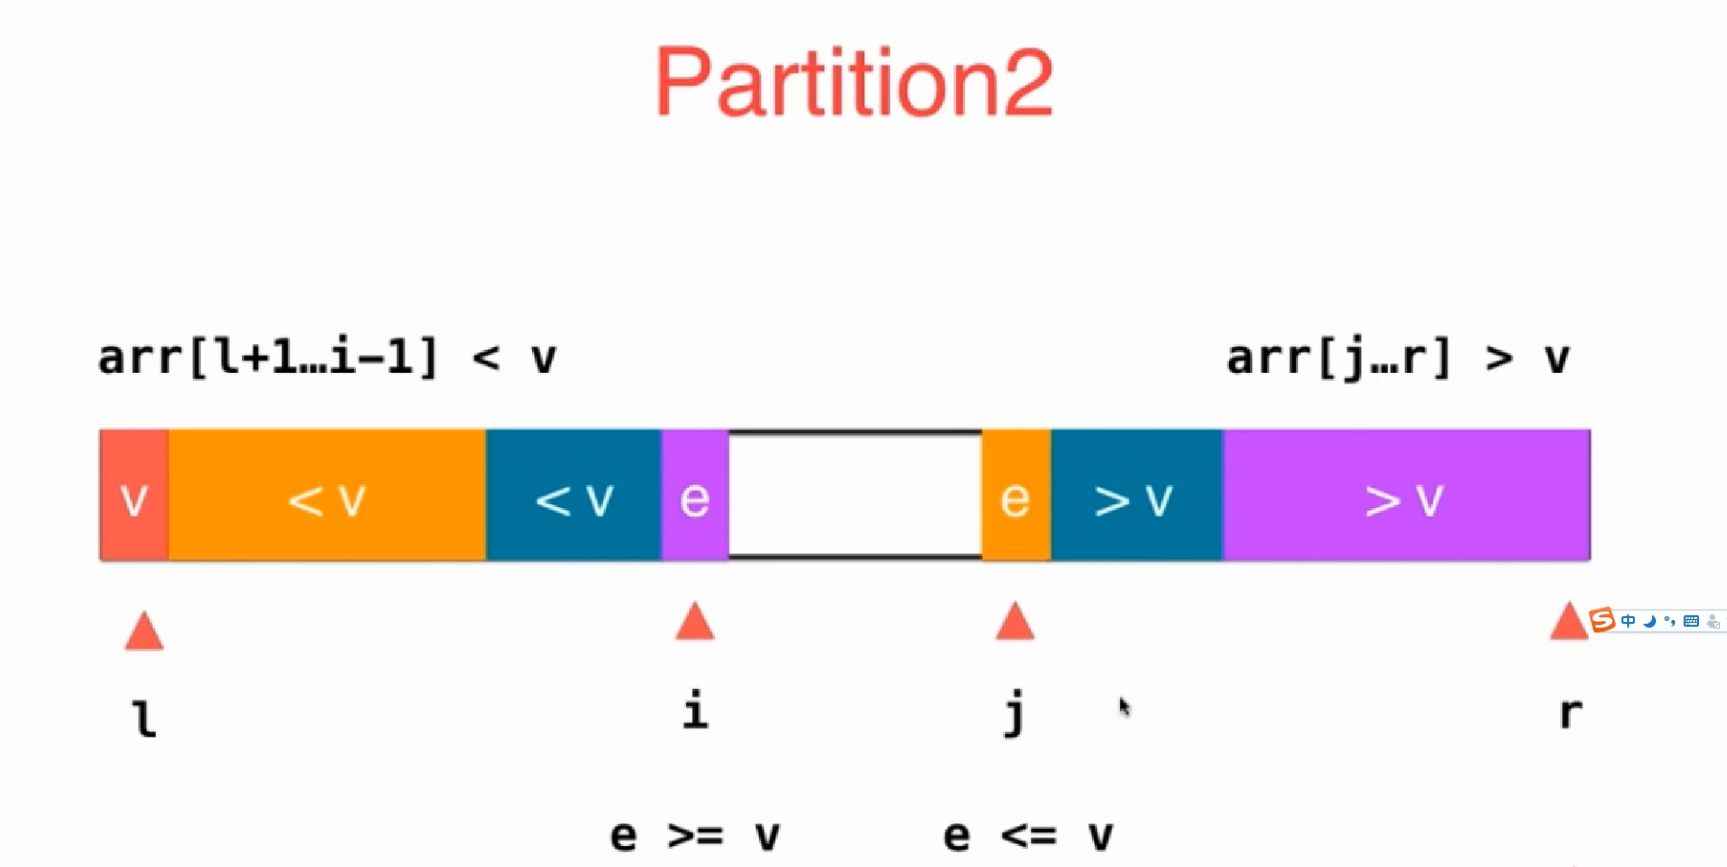 Partition2
arr[l+1…i-1] < v
arr[j…r] > v
v
< v
< v
e
e
> v
> v
S 中
l
i
j
r
e >= v
e <= v